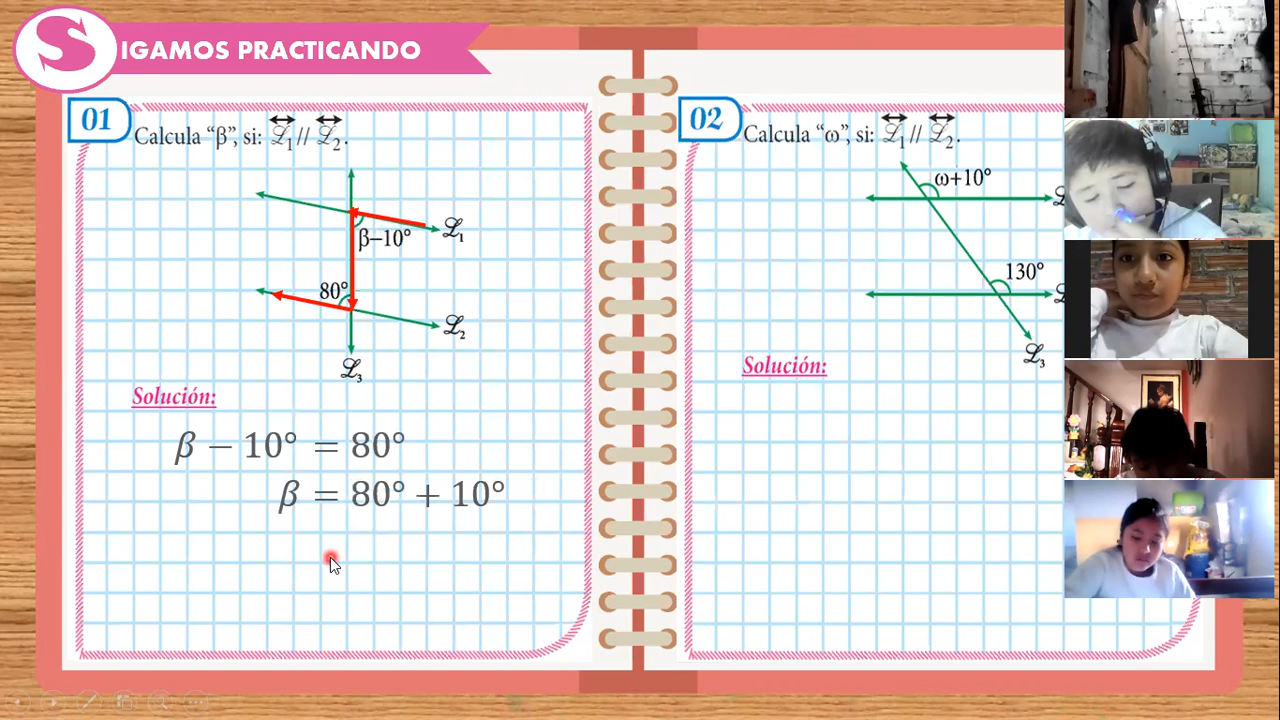 SIGAMOS PRACTICANDO
01
Calcula “β”, si: ℒ₁ // ℒ₂.
ℒ₁
β–10°
80°
ℒ₂
ℒ₃
Solución:
β − 10° = 80°
β = 80° + 10°
02
Calcula “ω”, si: ℒ₁ // ℒ₂.
ω+10°
130°
ℒ₃
Solución: